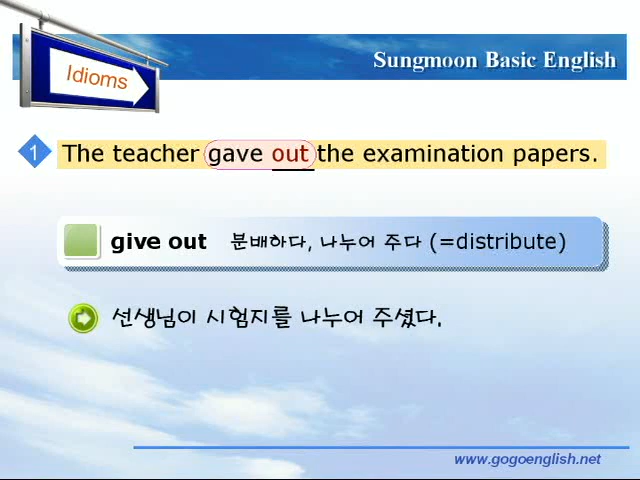 Idioms
Sungmoon Basic English
1 The teacher gave out the examination papers.
give out 분배하다, 나누어 주다 (=distribute)
선생님이 시험지를 나누어 주셨다.
www.gogoenglish.net